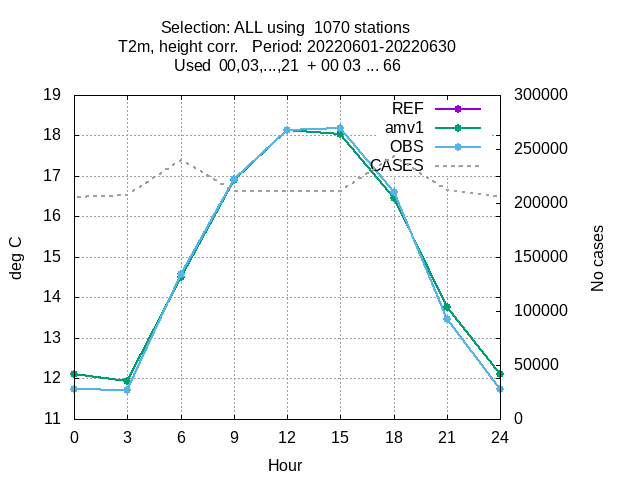 Selection: ALL using  1070 stations
T2m, height corr.   Period: 20220601-20220630
Used  00,03,...,21  + 00 03 ... 66
19 300000
18 250000
17 200000
16 150000
15 100000
14 50000
13 0
12
11
REF
amv1
OBS
CASES
deg C
No cases
0 3 6 9 12 15 18 21 24
Hour